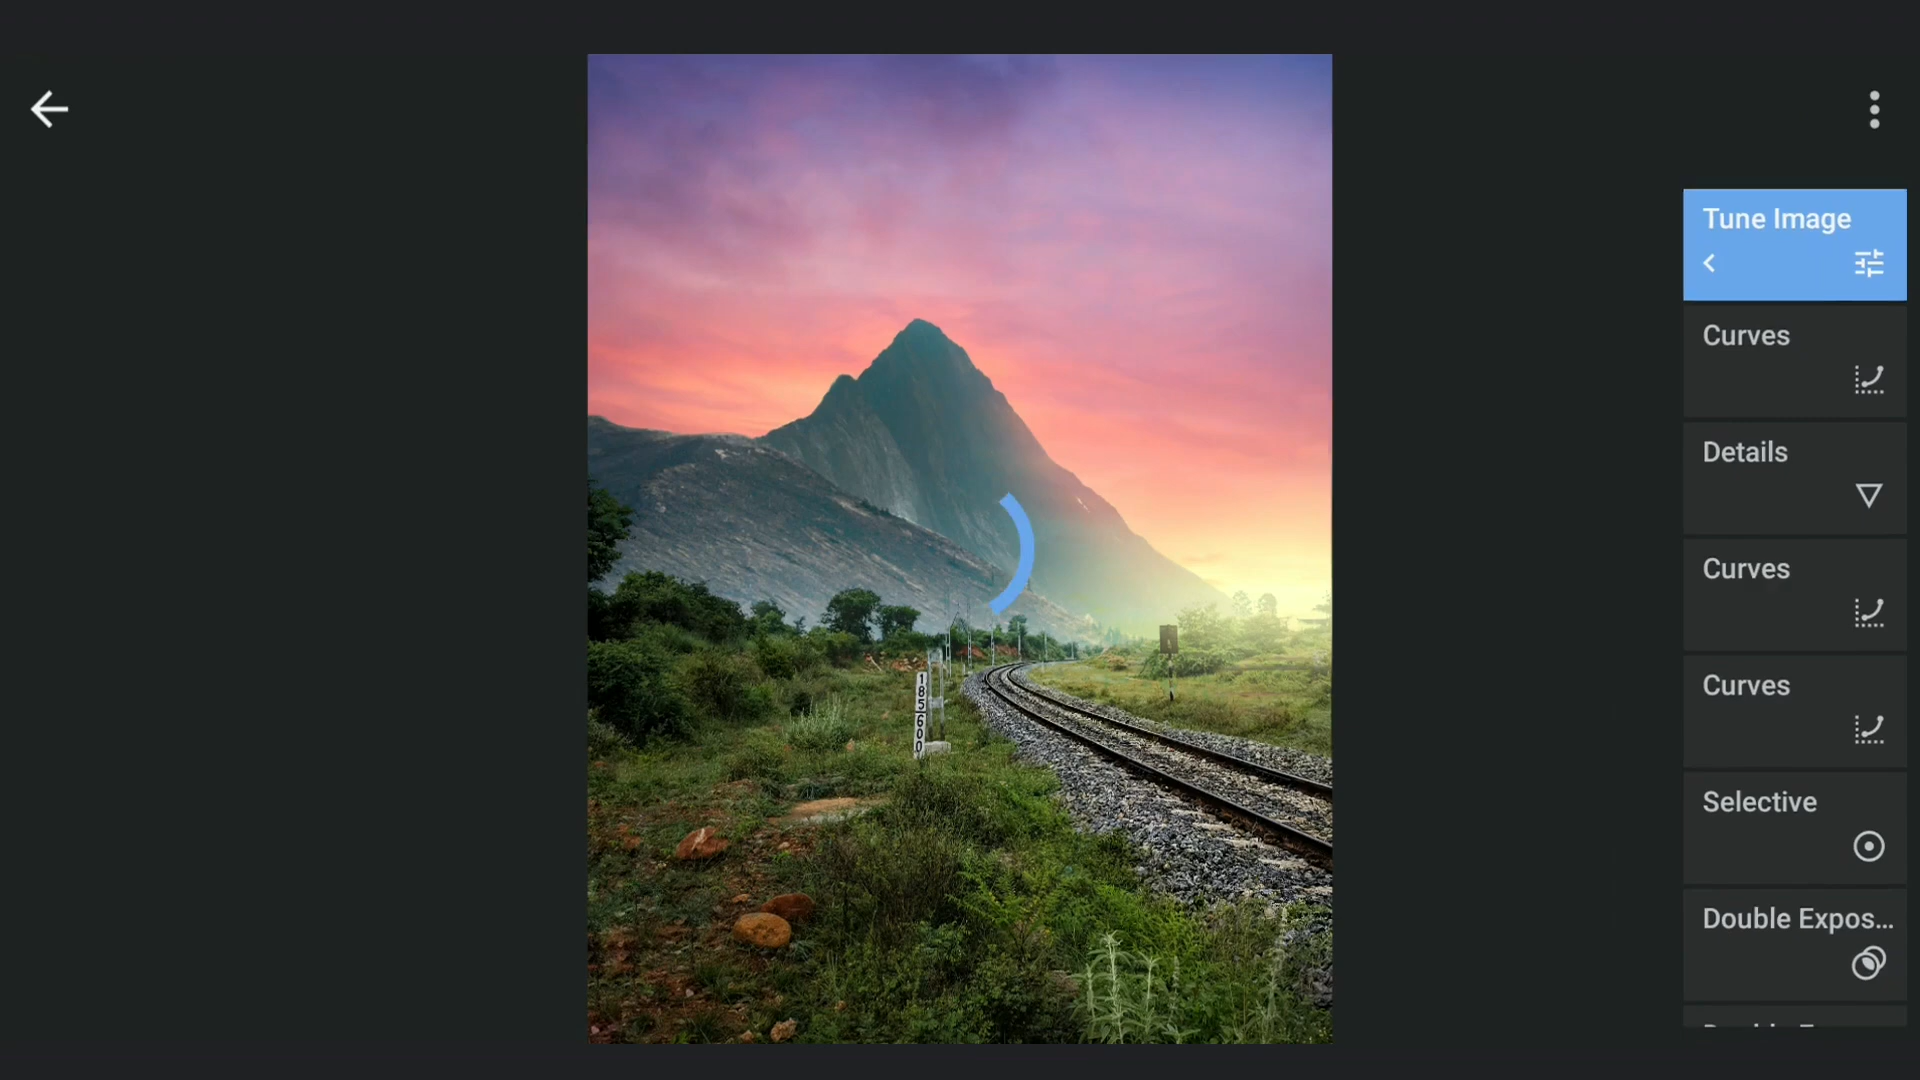 Tune Image
Curves
Details
Curves
Curves
Selective
Double Expos...
1
8
5
6
0
0